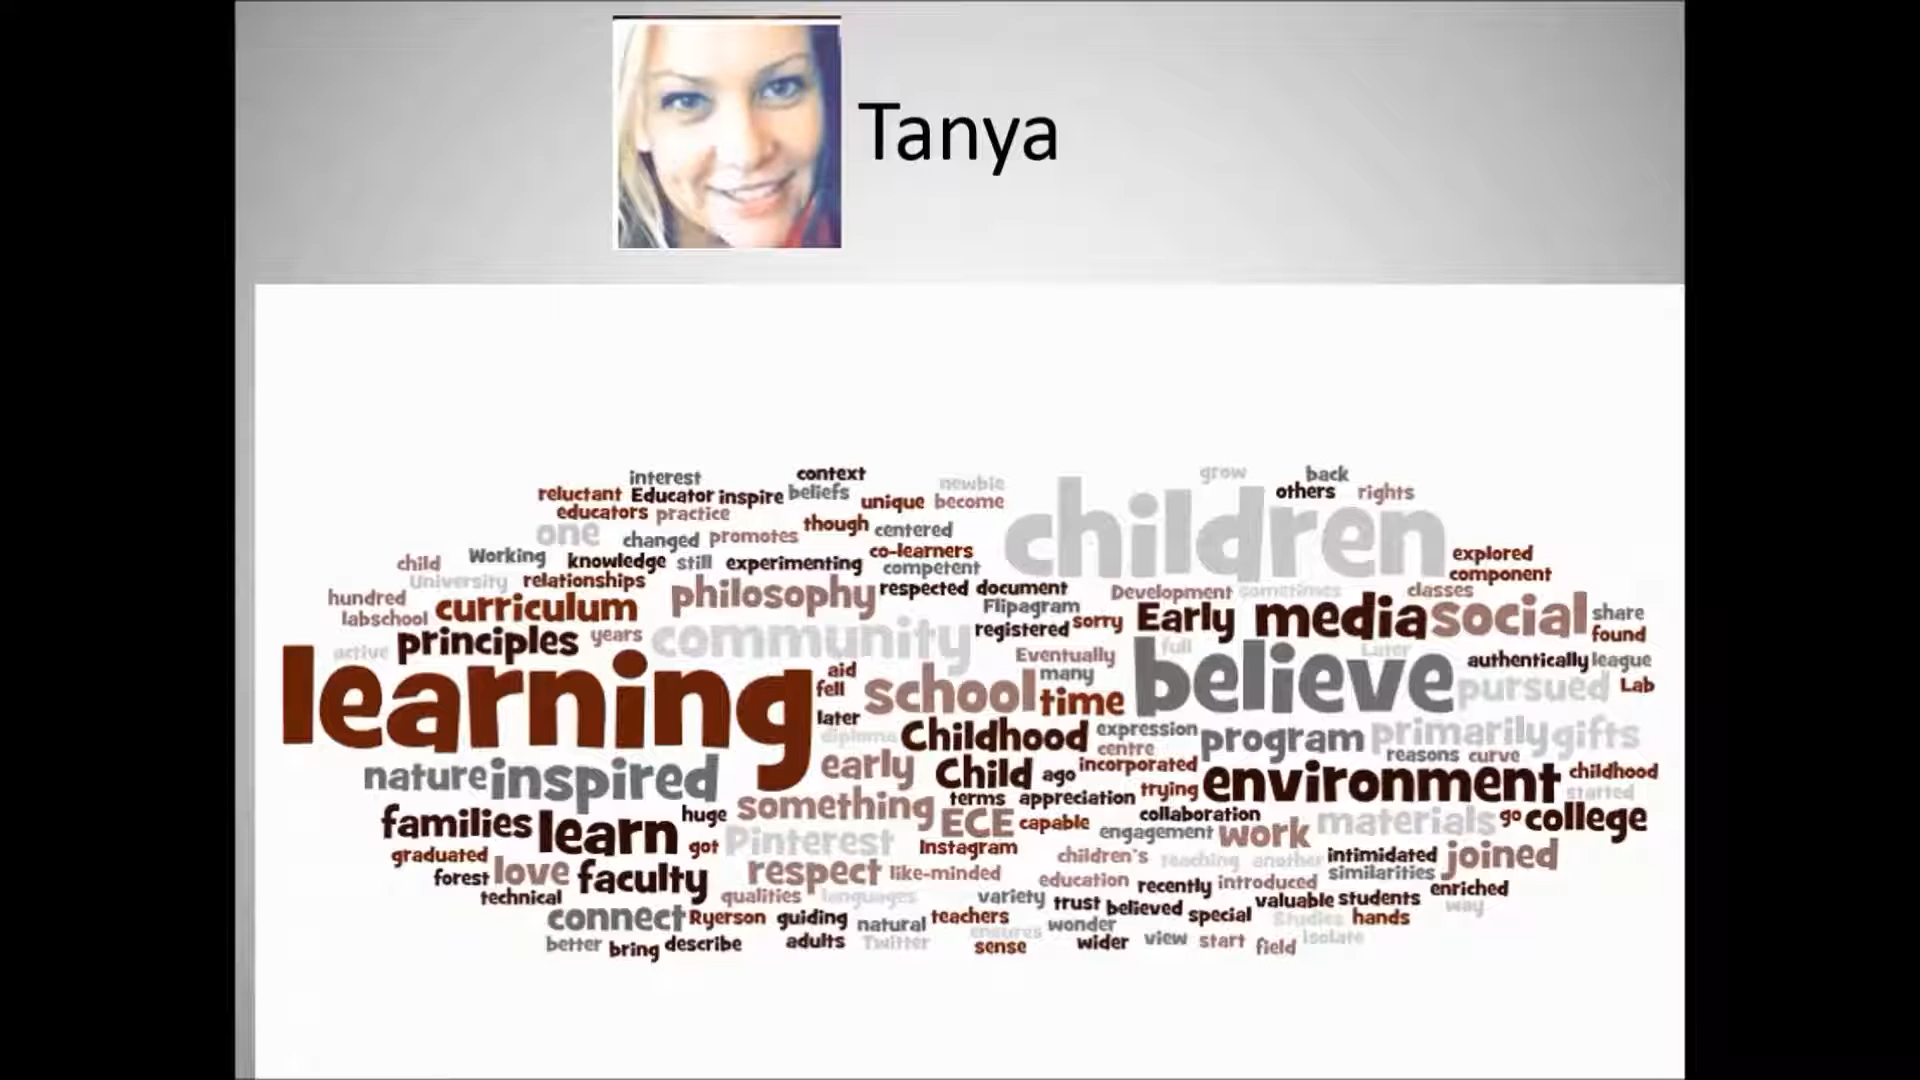 Tanya
interest context newbie grow back
reluctant Educator inspire beliefs unique become others rights
educators practice though centered children
one changed promotes
child Working knowledge still experimenting co-learners competent explored
University relationships component
hundred labschool curriculum philosophy respected document Development sometimes classes
Flipagram Early media social share
active principles years community registered sorry found
learning aid Eventually full Later believe authentically league
fell school many time pursued Lab
later
diploma Childhood expression program primarily gifts
centre reasons curve
nature inspired early Child ago incorporated environment childhood
something terms appreciation trying started
families learn huge ECE capable collaboration materials go college
got Pinterest Instagram engagement work
graduated children's teaching another intimidated joined
forest love faculty respect like-minded education recently introduced similarities
technical qualities languages variety trust believed valuable students enriched
connect Ryerson guiding natural teachers wonder special Studies hands way
ensures
better bring describe adults Twitter sense wider view start field Isolate